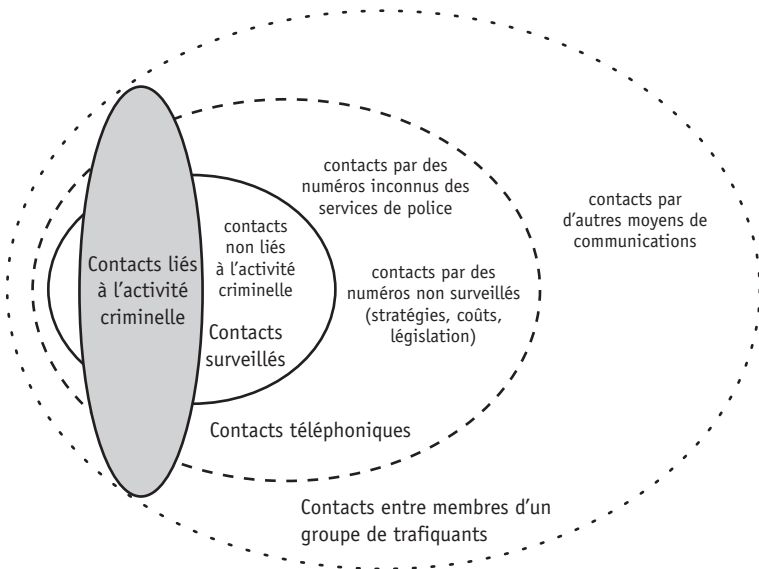 contacts par des
numéros inconnus des
services de police
contacts par
d’autres moyens de
communications
contacts
non liés
à l’activité
criminelle
Contacts liés
à l’activité
criminelle
contacts par des
numéros non surveillés
(stratégies, coûts,
législation)
Contacts
surveillés
Contacts téléphoniques
Contacts entre membres d’un
groupe de trafiquants